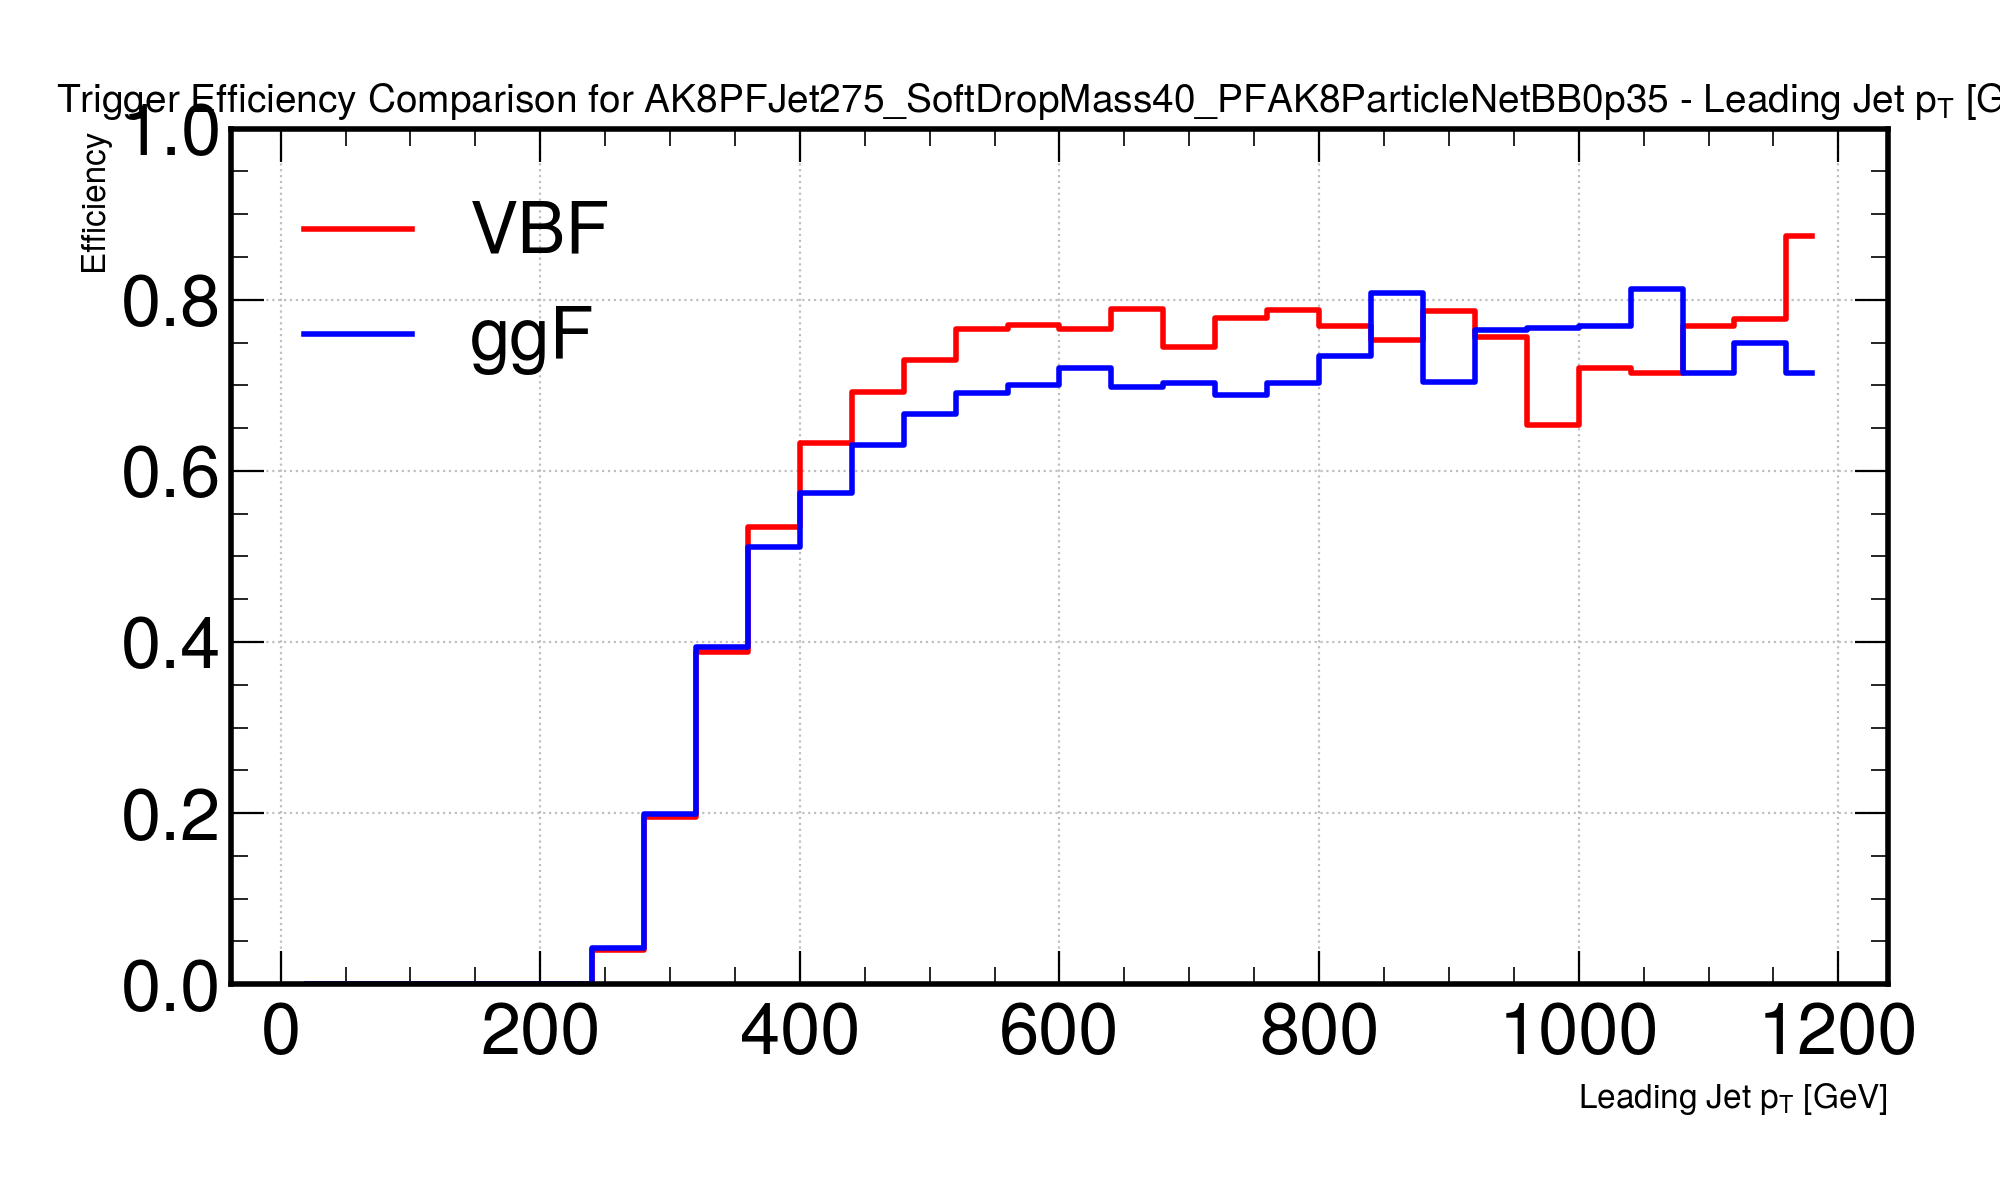 Trigger Efficiency Comparison for AK8PFJet275_SoftDropMass40_PFAK8ParticleNetBB0p35 - Leading Jet pT [G
Efficiency
1.0
0.8
0.6
0.4
0.2
0.0
VBF
ggF
0 200 400 600 800 1000 1200
Leading Jet pT [GeV]